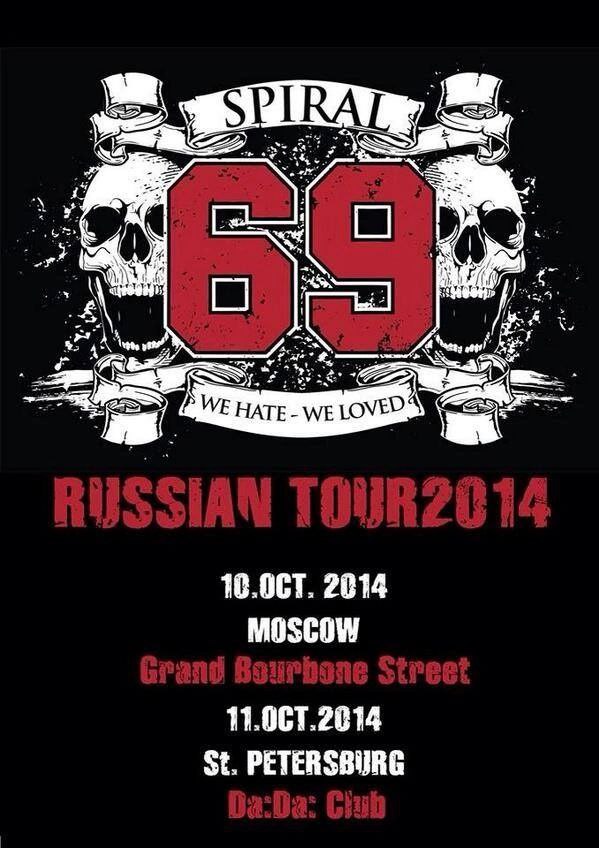 SPIRAL
69
WE HATE - WE LOVED
RUSSIAN TOUR2014
10.OCT. 2014
MOSCOW
Grand Bourbone Street
11.OCT.2014
St. PETERSBURG
Da:Da: Club